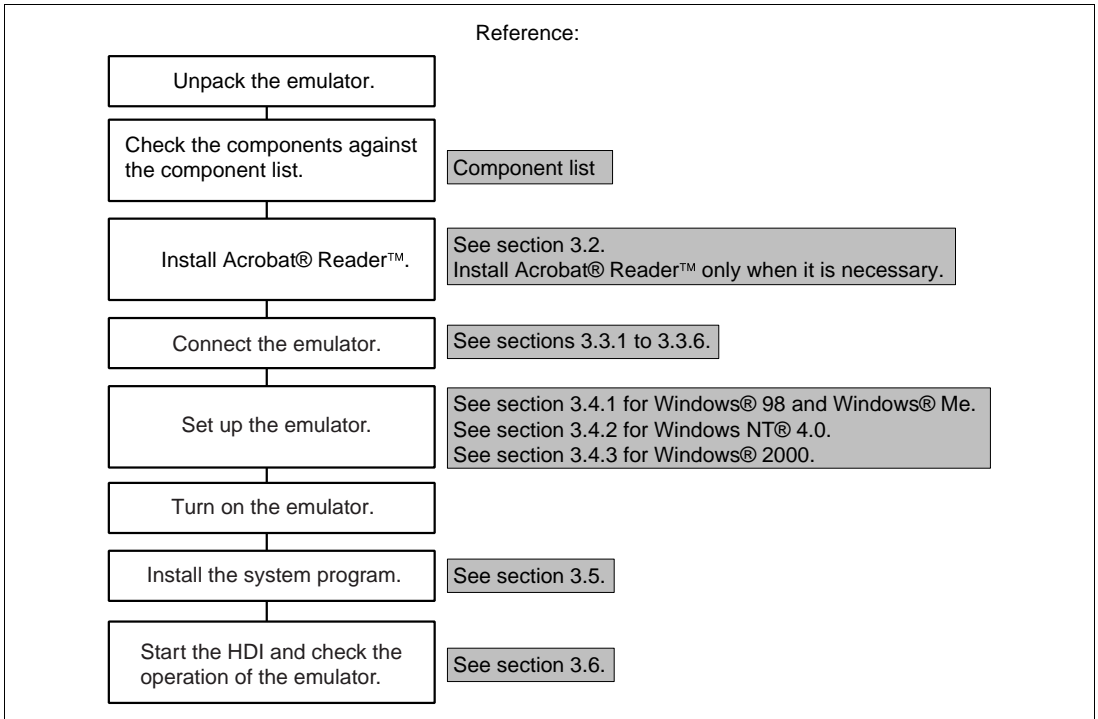 Reference:
Unpack the emulator.
Check the components against
the component list.
Component list
Install Acrobat® Reader™.
See section 3.2.
Install Acrobat® Reader™ only when it is necessary.
Connect the emulator.
See sections 3.3.1 to 3.3.6.
Set up the emulator.
See section 3.4.1 for Windows® 98 and Windows® Me.
See section 3.4.2 for Windows NT® 4.0.
See section 3.4.3 for Windows® 2000.
Turn on the emulator.
Install the system program.
See section 3.5.
Start the HDI and check the
operation of the emulator.
See section 3.6.